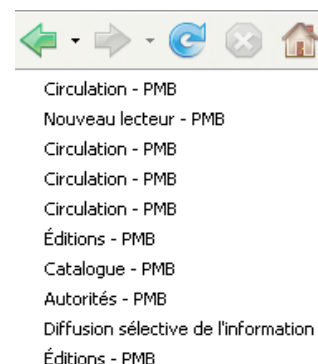 Circulation - PMB
Nouveau lecteur - PMB
Circulation - PMB
Circulation - PMB
Circulation - PMB
Éditions - PMB
Catalogue - PMB
Autorités - PMB
Diffusion sélective de l'information
Éditions - PMB